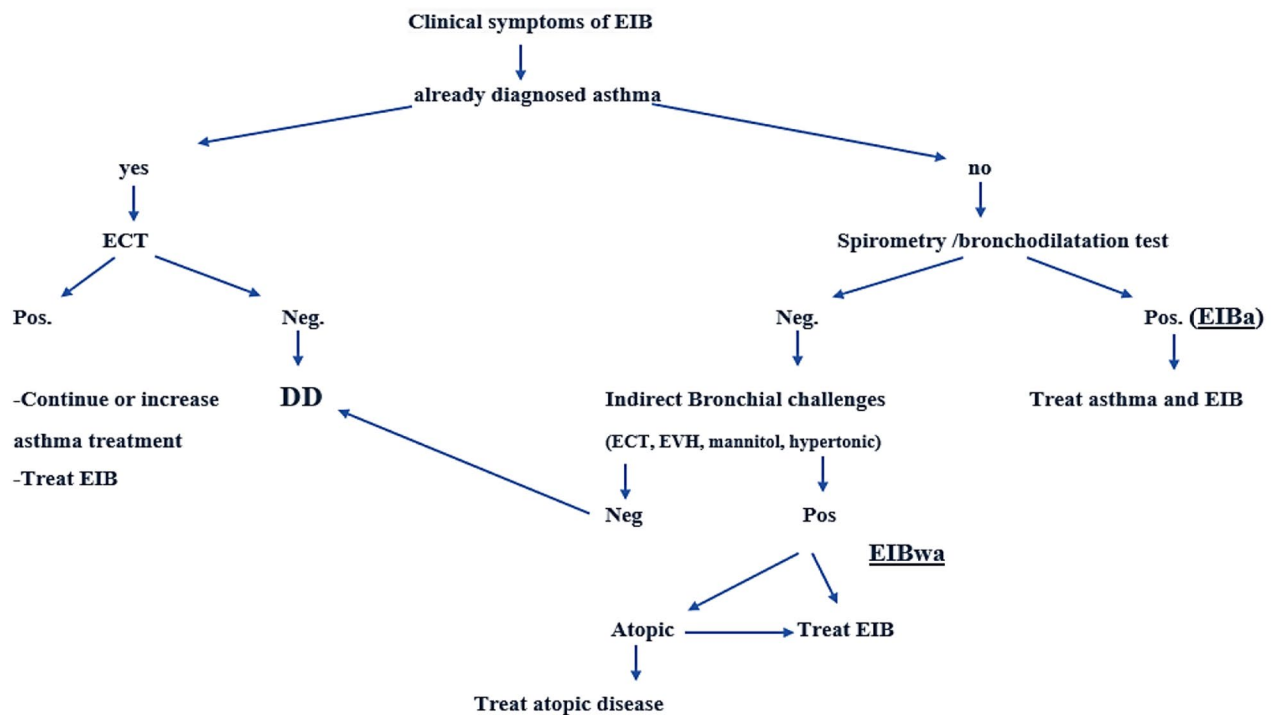 Clinical symptoms of EIB
already diagnosed asthma
yes
no
ECT
Spirometry /bronchodilatation test
Pos.
Neg.
Neg.
Pos. (EIBa)
-Continue or increase
asthma treatment
-Treat EIB
DD
Indirect Bronchial challenges
(ECT, EVH, mannitol, hypertonic)
Treat asthma and EIB
Neg
Pos
EIBwa
Atopic
Treat EIB
Treat atopic disease